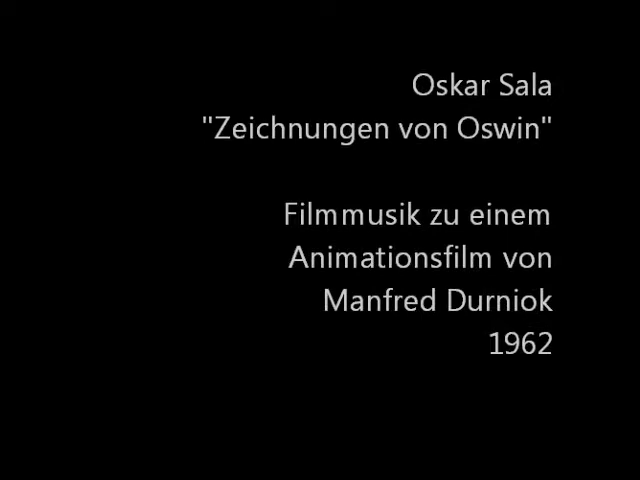 Oskar Sala
"Zeichnungen von Oswin"
Filmmusik zu einem
Animationsfilm von
Manfred Durniok
1962